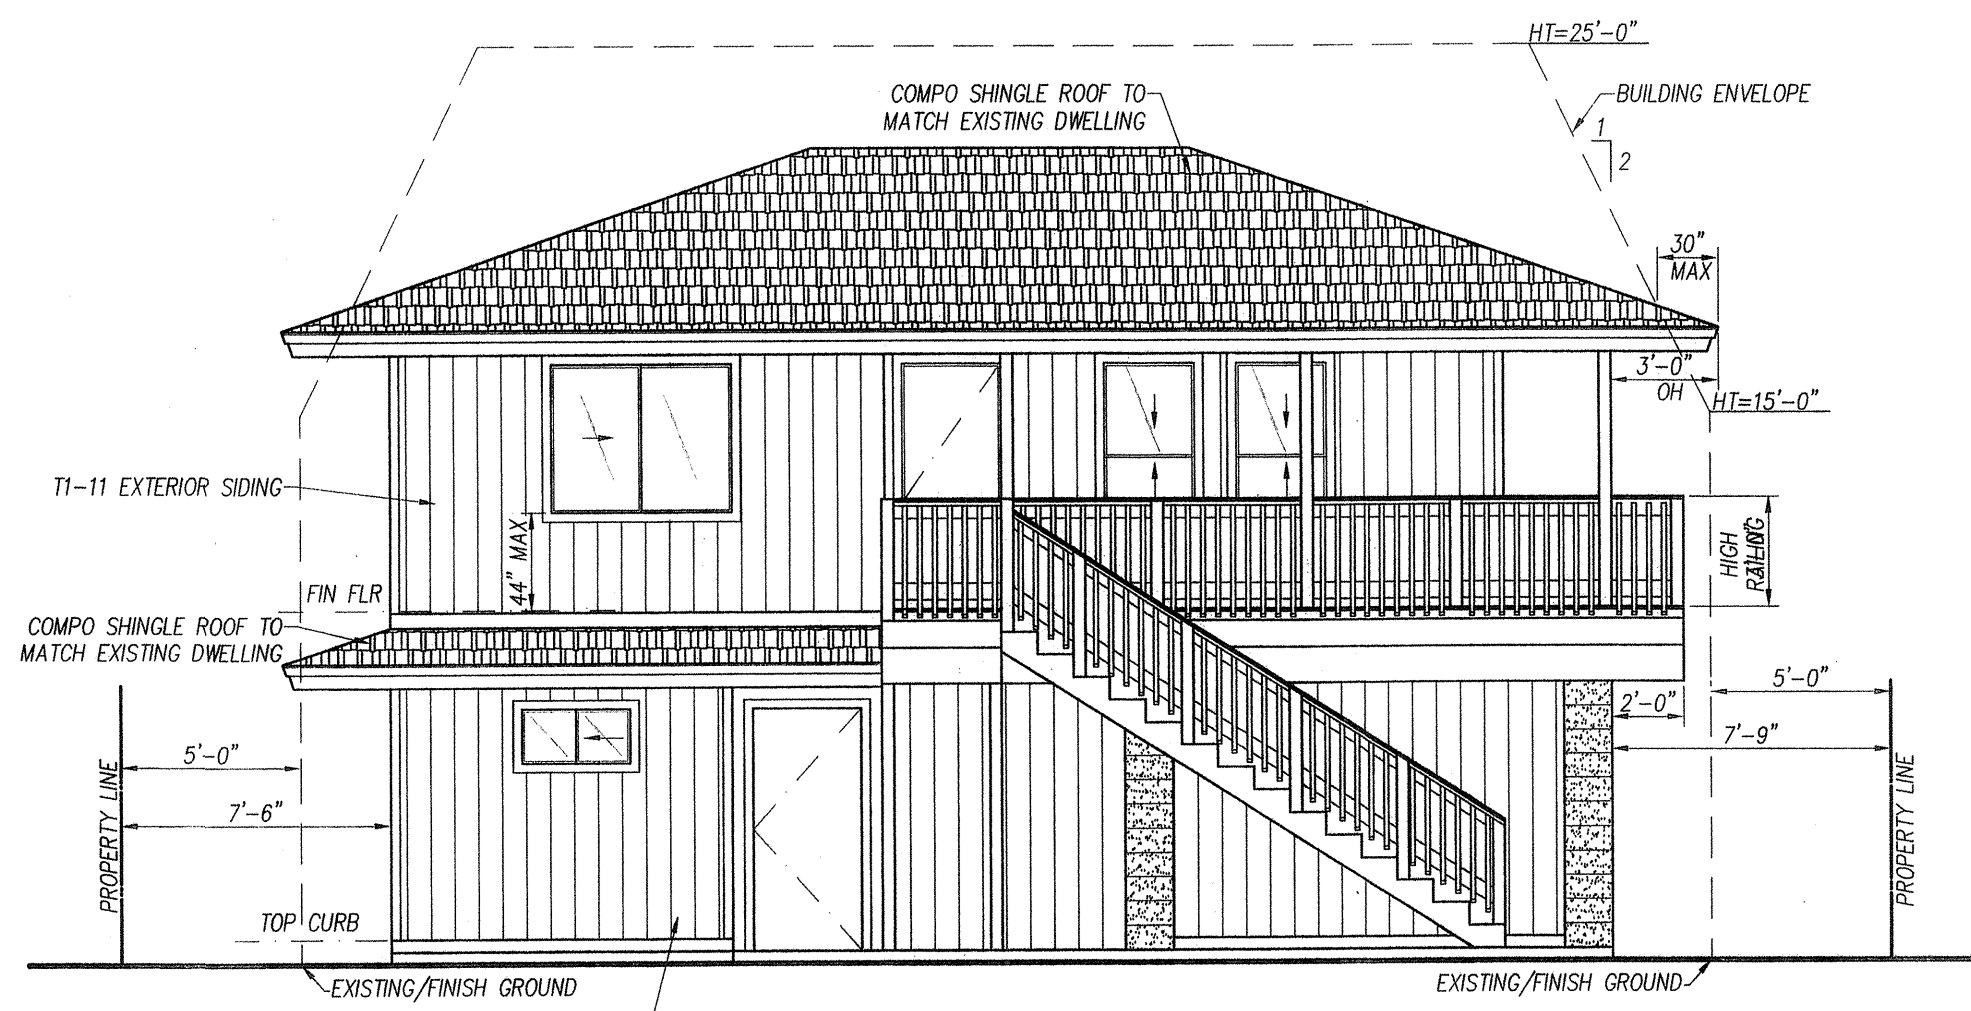 HT=25'-0"
COMPO SHINGLE ROOF TO
MATCH EXISTING DWELLING
BUILDING ENVELOPE
1
2
30"
MAX
3'-0"
OH
HT=15'-0"
T1-11 EXTERIOR SIDING
44" MAX
FIN FLR
COMPO SHINGLE ROOF TO
MATCH EXISTING DWELLING
HIGH
5'-0"
2'-0"
7'-9"
5'-0"
7'-6"
PROPERTY LINE
PROPERTY LINE
TOP CURB
EXISTING/FINISH GROUND
EXISTING/FINISH GROUND